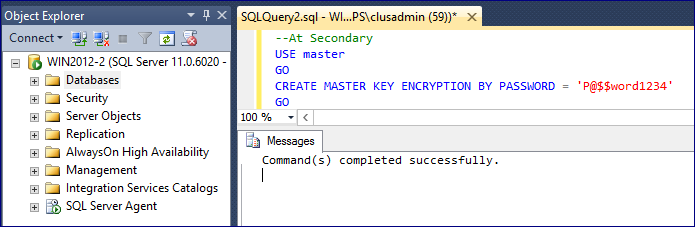 Object Explorer
Connect
WIN2012-2 (SQL Server 11.0.6020 -
Databases
Security
Server Objects
Replication
AlwaysOn High Availability
Management
Integration Services Catalogs
SQL Server Agent
SQLQuery2.sql - WI...PS\clusadmin (59))*
--At Secondary
USE master
GO
CREATE MASTER KEY ENCRYPTION BY PASSWORD = 'P@$$word1234'
GO
100 %
Messages
Command(s) completed successfully.